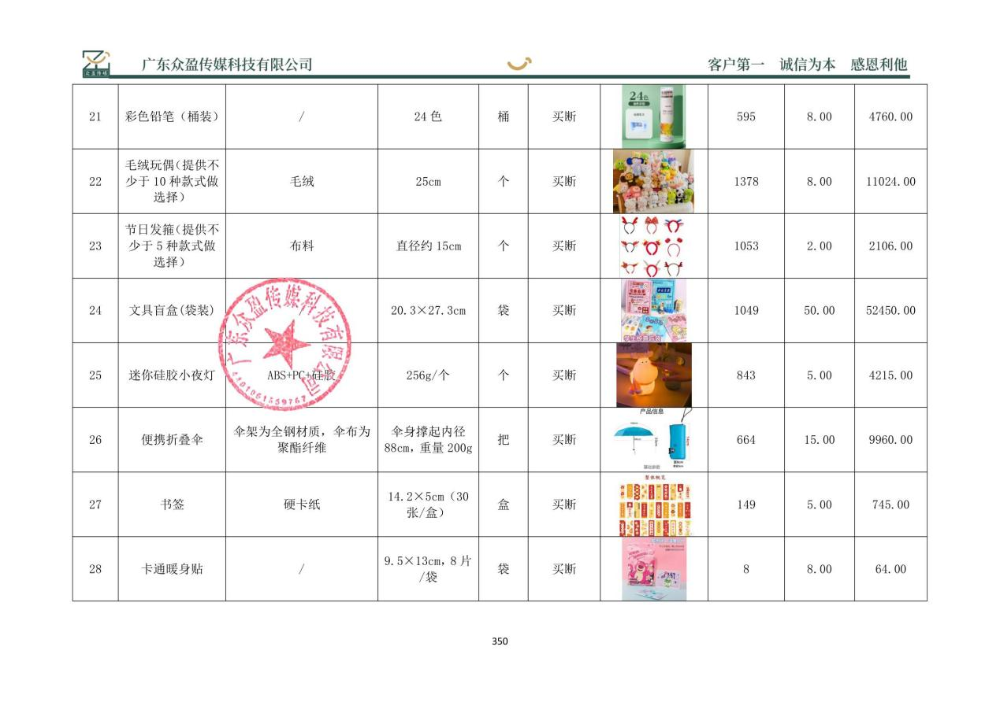 众盈传媒
广东众盈传媒科技有限公司
客户第一 诚信为本 感恩利他
21 彩色铅笔（桶装） / 24 色 桶 买断 595 8.00 4760.00
24色
22 毛绒玩偶（提供不
少于 10 种款式做
选择） 毛绒 25cm 个 买断 1378 8.00 11024.00
23 节日发箍（提供不
少于 5 种款式做
选择） 布料 直径约 15cm 个 买断 1053 2.00 2106.00
24 文具盲盒(袋装) / 20.3×27.3cm 袋 买断 1049 50.00 52450.00
广东众盈传媒科技有限公司
25 迷你硅胶小夜灯 ABS+PC+硅胶 256g/个 个 买断 843 5.00 4215.00
26 便携折叠伞 伞架为全钢材质，伞布为
聚酯纤维 伞身撑起内径
88cm，重量 200g 把 买断 664 15.00 9960.00
产品信息
基础参数
27 书签 硬卡纸 14.2×5cm（30
张/盒） 盒 买断 149 5.00 745.00
整体概览
28 卡通暖身贴 / 9.5×13cm，8 片
/袋 袋 买断 8 8.00 64.00
350